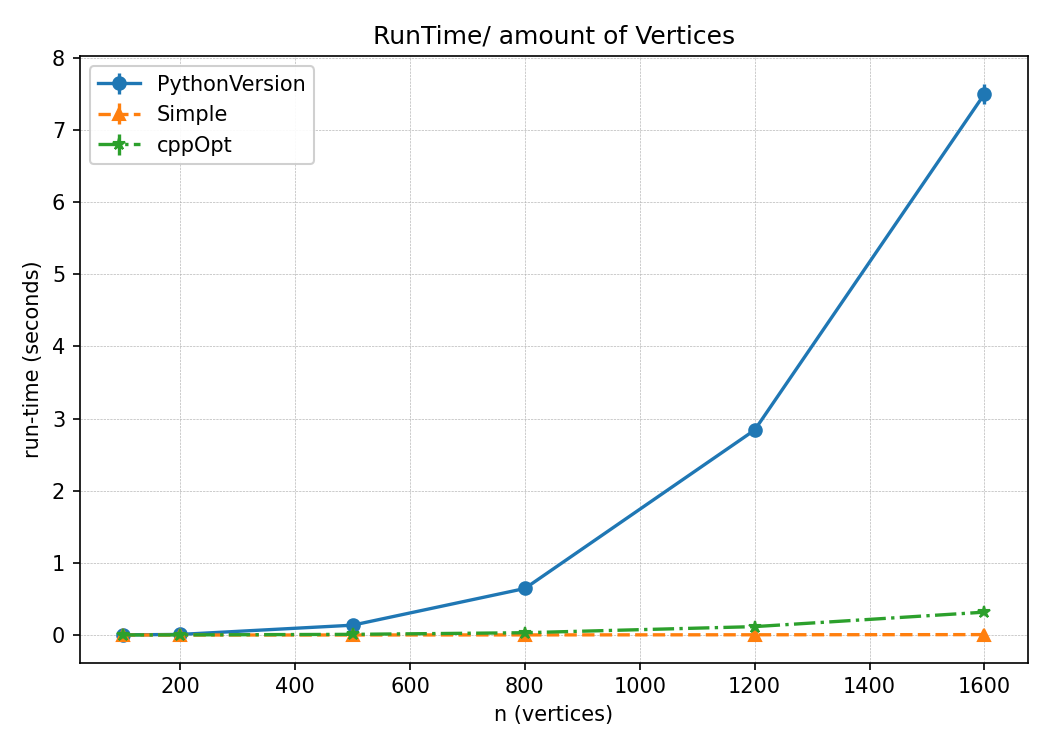 RunTime/ amount of Vertices
PythonVersion
Simple
cppOpt
run-time (seconds)
8
7
6
5
4
3
2
1
0
200 400 600 800 1000 1200 1400 1600
n (vertices)